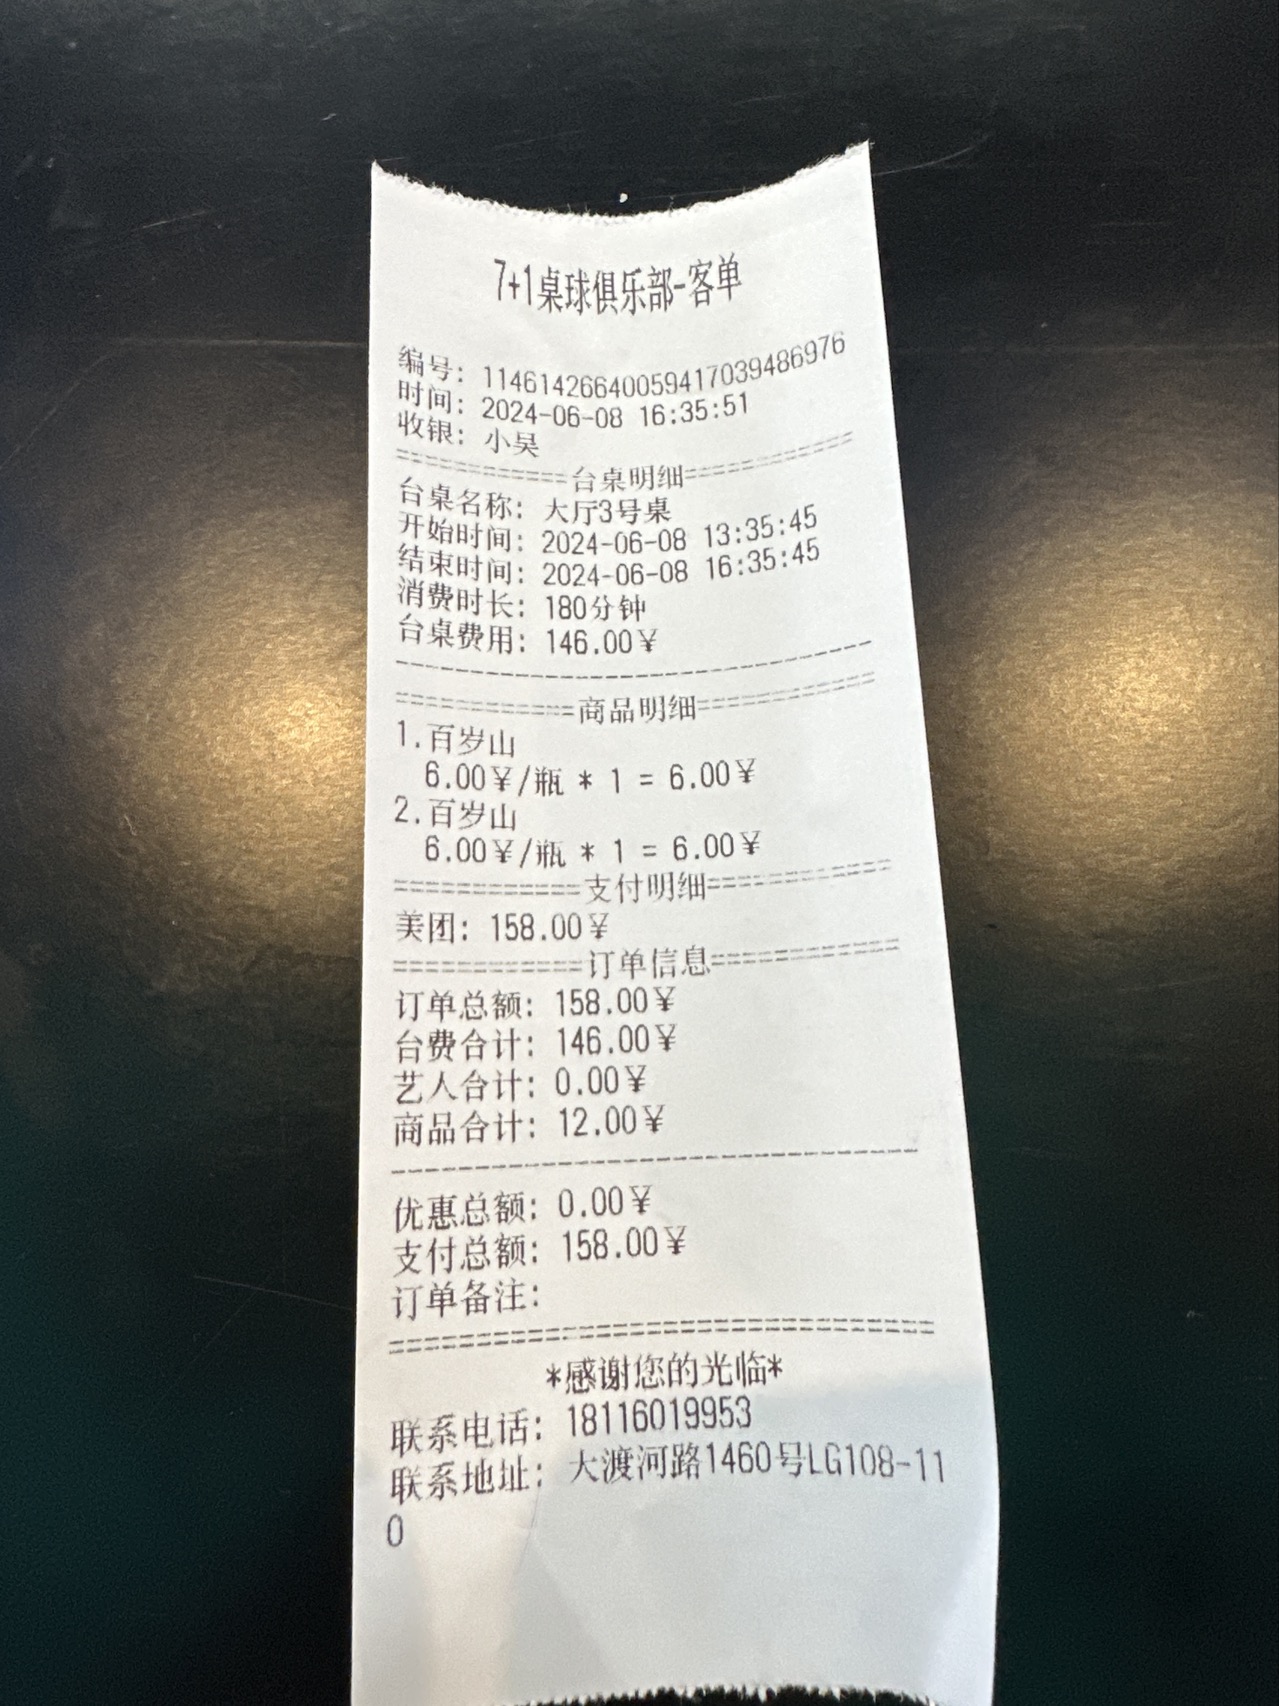 7+1桌球俱乐部-客单
编号: 1146142664005941703948​6976
时间: 2024-06-08 16:35:51
收银: 小吴
===========台桌明细===========
台桌名称: 大厅3号桌
开始时间: 2024-06-08 13:35:45
结束时间: 2024-06-08 16:35:45
消费时长: 180分钟
台桌费用: 146.00¥
--------------------------------
===========商品明细===========
1.百岁山
6.00¥/瓶 * 1 = 6.00¥
2.百岁山
6.00¥/瓶 * 1 = 6.00¥
===========支付明细===========
美团: 158.00¥
===========订单信息===========
订单总额: 158.00¥
台费合计: 146.00¥
艺人合计: 0.00¥
商品合计: 12.00¥
--------------------------------
优惠总额: 0.00¥
支付总额: 158.00¥
订单备注:
================================
*感谢您的光临*
联系电话: 18116019953
联系地址: 大渡河路1460号LG108-11
0